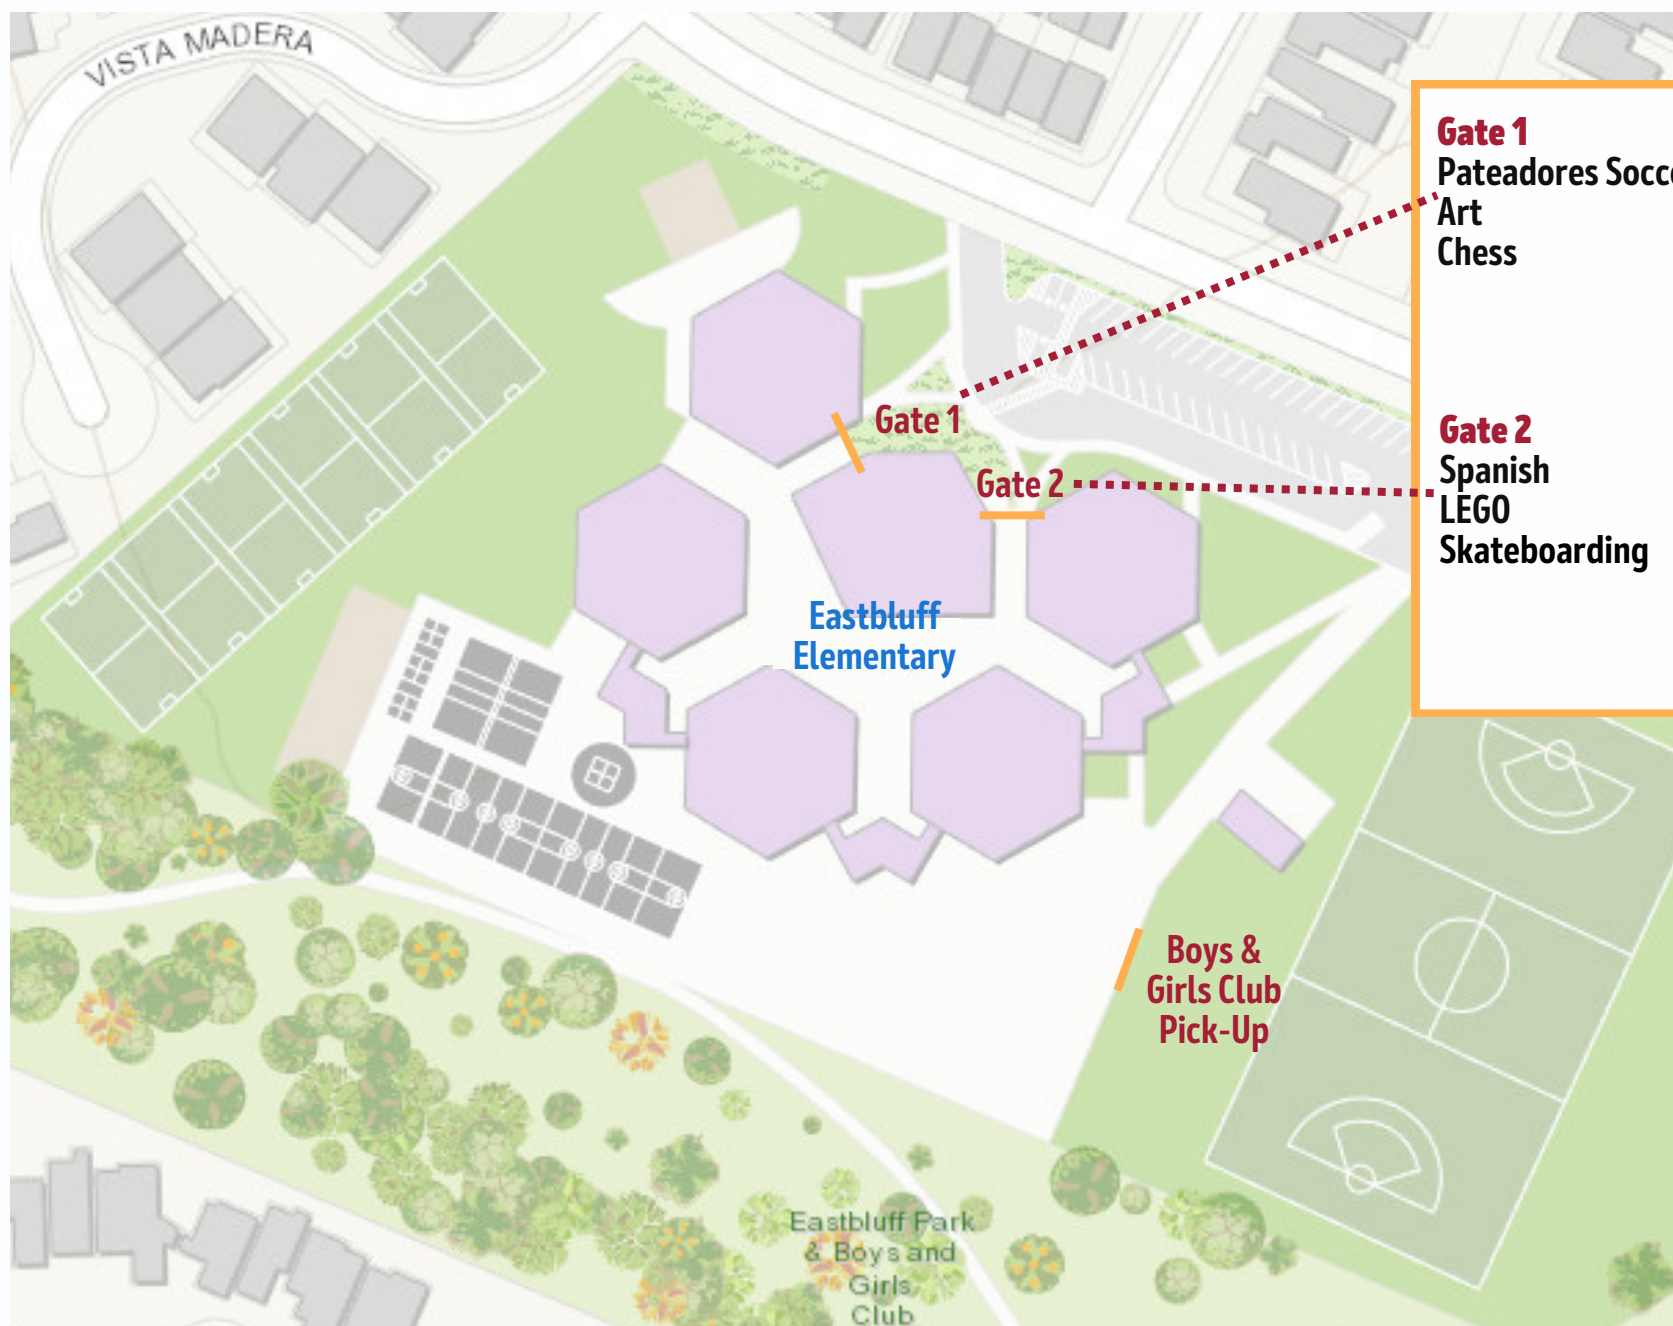 VISTA MADERA
Gate 1
Pateadores Socce
Art
Chess
Gate 1
Gate 2
Gate 2
Spanish
LEGO
Skateboarding
Eastbluff
Elementary
Boys &
Girls Club
Pick-Up
Eastbluff Park
& Boys and
Girls
Club